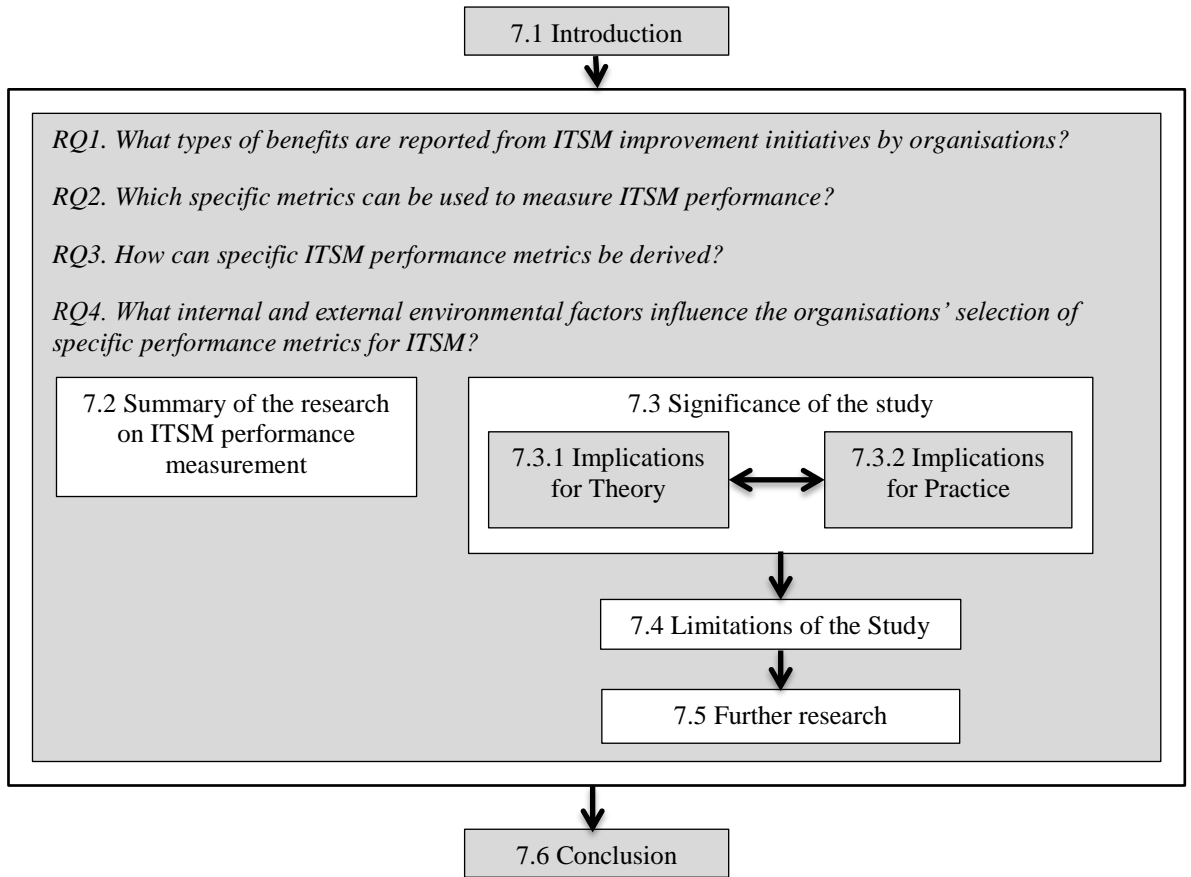 7.1 Introduction
RQ1. What types of benefits are reported from ITSM improvement initiatives by organisations?
RQ2. Which specific metrics can be used to measure ITSM performance?
RQ3. How can specific ITSM performance metrics be derived?
RQ4. What internal and external environmental factors influence the organisations’ selection of
specific performance metrics for ITSM?
7.2 Summary of the research
on ITSM performance
measurement
7.3 Significance of the study
7.3.1 Implications
for Theory
7.3.2 Implications
for Practice
7.4 Limitations of the Study
7.5 Further research
7.6 Conclusion